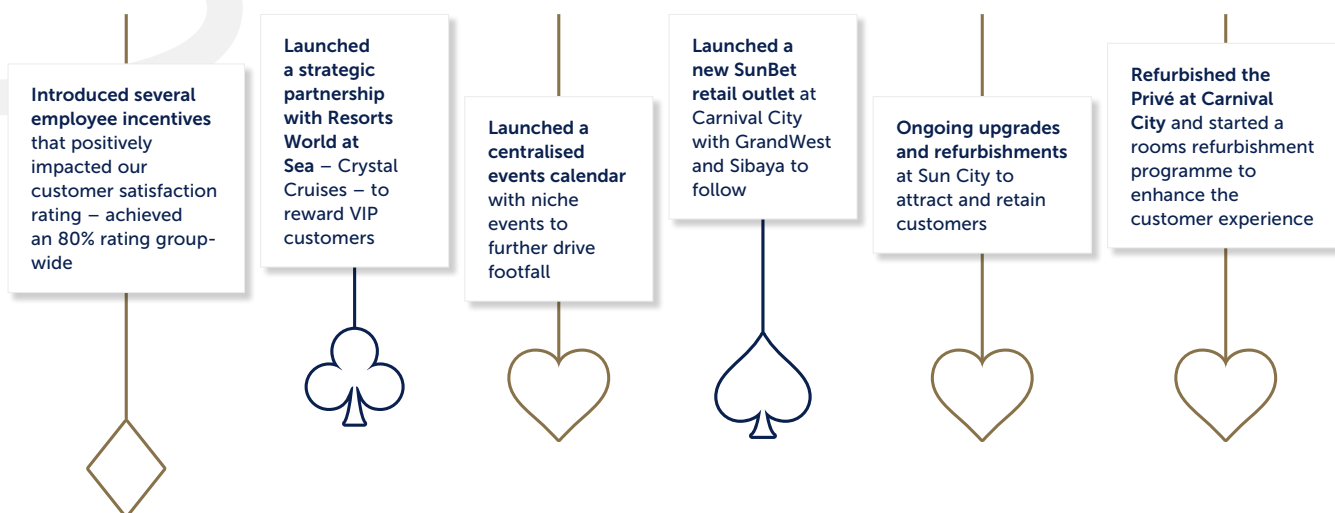 Introduced several
employee incentives
that positively
impacted our
customer satisfaction
rating – achieved
an 80% rating group-
wide
Launched
a strategic
partnership
with Resorts
World at
Sea – Crystal
Cruises – to
reward VIP
customers
Launched a
centralised
events calendar
with niche
events to
further drive
footfall
Launched a
new SunBet
retail outlet at
Carnival City
with GrandWest
and Sibaya to
follow
Ongoing upgrades
and refurbishments
at Sun City to
attract and retain
customers
Refurbished the
Privé at Carnival
City and started a
rooms refurbishment
programme to
enhance the
customer experience